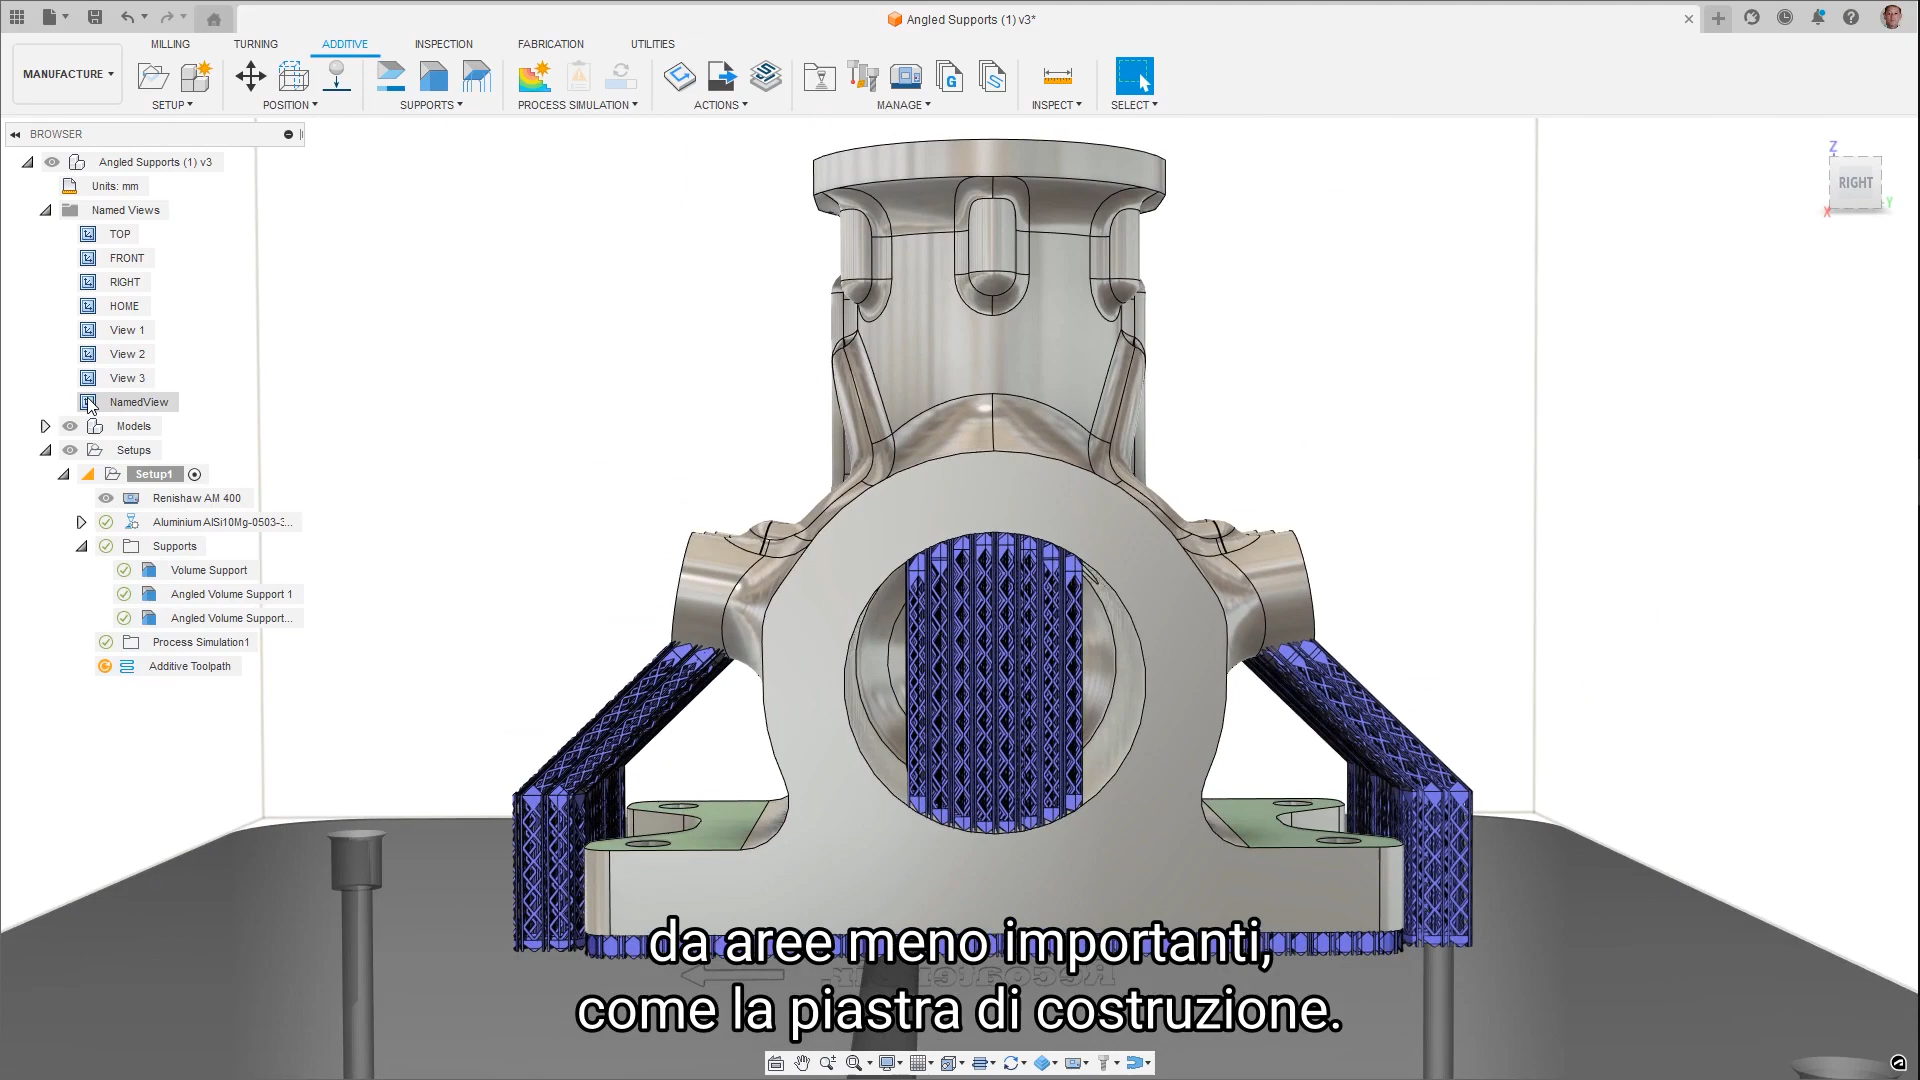 Angled Supports (1) v3*
MILLING
TURNING
ADDITIVE
INSPECTION
FABRICATION
UTILITIES
MANUFACTURE
SETUP
POSITION
SUPPORTS
PROCESS SIMULATION
ACTIONS
MANAGE
INSPECT
SELECT
BROWSER
Angled Supports (1) v3
Units: mm
Named Views
TOP
FRONT
RIGHT
HOME
View 1
View 2
View 3
NamedView
Models
Setups
Setup1
Renishaw AM 400
Aluminium AlSi10Mg-0503-3...
Supports
Volume Support
Angled Volume Support 1
Angled Volume Support...
Process Simulation1
Additive Toolpath
Z
RIGHT
X
Y
da aree meno importanti,
come la piastra di costruzione.